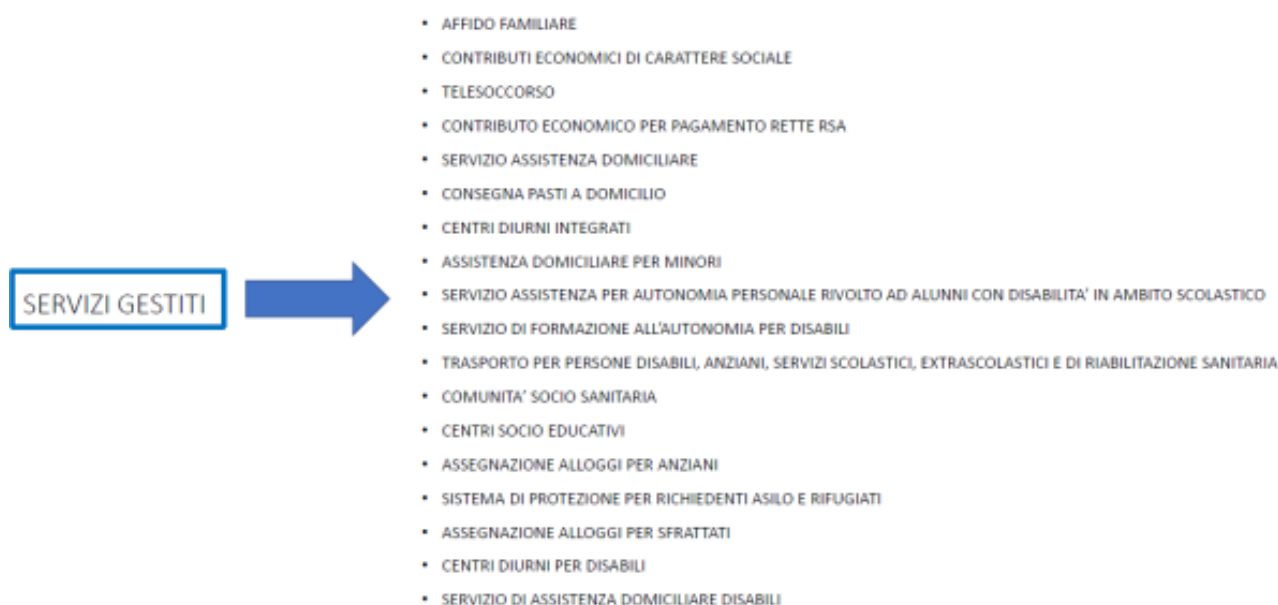 • AFFIDO FAMILIARE
• CONTRIBUTI ECONOMICI DI CARATTERE SOCIALE
• TELESOCCORSO
• CONTRIBUTO ECONOMICO PER PAGAMENTO RETTE RSA
• SERVIZIO ASSISTENZA DOMICILIARE
• CONSEGNA PASTI A DOMICILIO
• CENTRI DIURNI INTEGRATI
• ASSISTENZA DOMICILIARE PER MINORI
SERVIZI GESTITI
• SERVIZIO ASSISTENZA PER AUTONOMIA PERSONALE RIVOLTO AD ALUNNI CON DISABILITA' IN AMBITO SCOLASTICO
• SERVIZIO DI FORMAZIONE ALL'AUTONOMIA PER DISABILI
• TRASPORTO PER PERSONE DISABILI, ANZIANI, SERVIZI SCOLASTICI, EXTRASCOLASTICI E DI RIABILITAZIONE SANITARIA
• COMUNITA' SOCIO SANITARIA
• CENTRI SOCIO EDUCATIVI
• ASSEGNAZIONE ALLOGGI PER ANZIANI
• SISTEMA DI PROTEZIONE PER RICHIEDENTI ASILO E RIFUGIATI
• ASSEGNAZIONE ALLOGGI PER SFRATTATI
• CENTRI DIURNI PER DISABILI
• SERVIZIO DI ASSISTENZA DOMICILIARE DISABILI